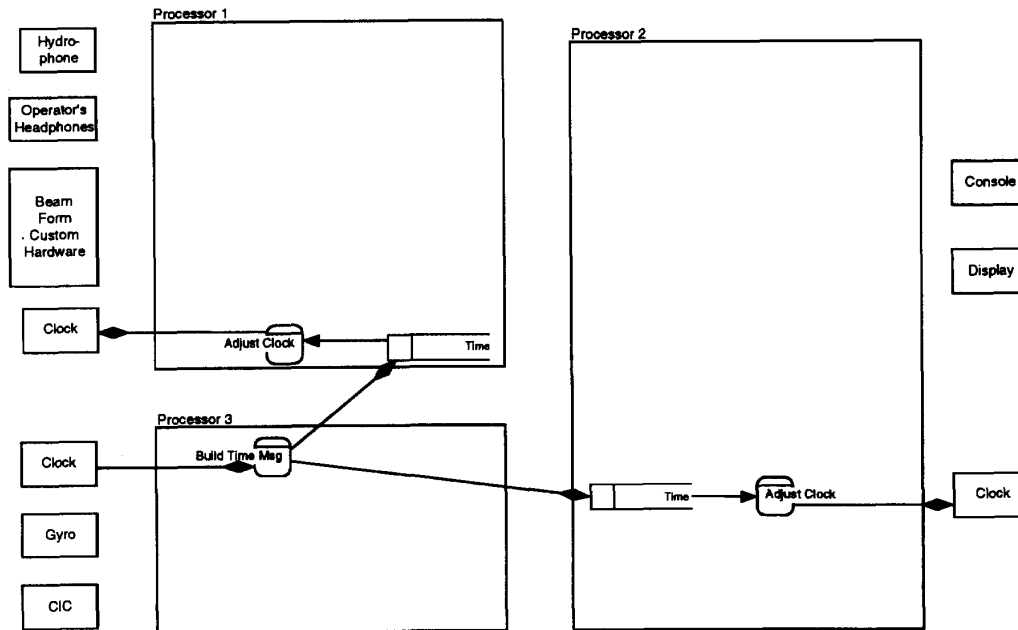 Processor 1
Hydro-
phone
Operator's
Headphones
Beam
Form
Custom
Hardware
Clock
Adjust Clock
Time
Processor 2
Console
Display
Processor 3
Clock
Build Time Msg
Time
Adjust Clock
Clock
Gyro
CIC